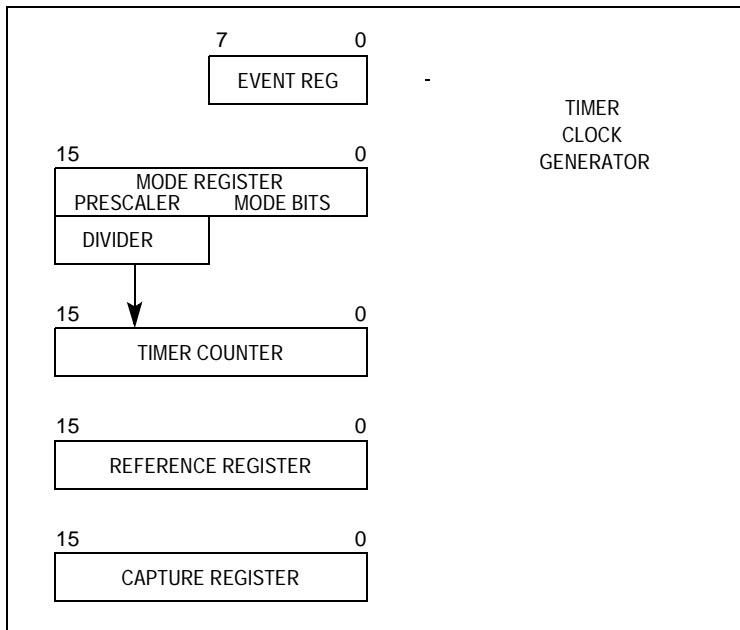 7 0
EVENT REG
-
TIMER
CLOCK
GENERATOR
15 0
MODE REGISTER
PRESCALER MODE BITS
DIVIDER
15 0
TIMER COUNTER
15 0
REFERENCE REGISTER
15 0
CAPTURE REGISTER